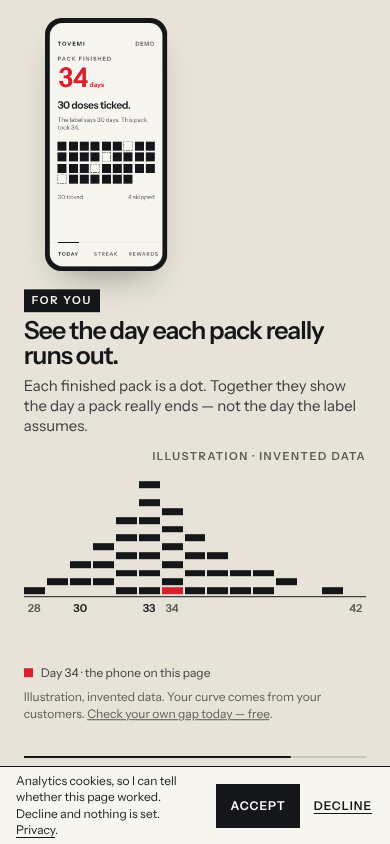 TOVEMI DEMO
PACK FINISHED
34 days
30 doses ticked.
The label says 30 days. This pack
took 34.
30 ticked 4 skipped
TODAY STREAK REWARDS
FOR YOU
See the day each pack really
runs out.
Each finished pack is a dot. Together they show
the day a pack really ends — not the day the label
assumes.
ILLUSTRATION · INVENTED DATA
28 30 33 34 42
Day 34 · the phone on this page
Illustration, invented data. Your curve comes from your
customers. Check your own gap today — free.
Analytics cookies, so I can tell
whether this page worked.
Decline and nothing is set.
Privacy.
ACCEPT DECLINE